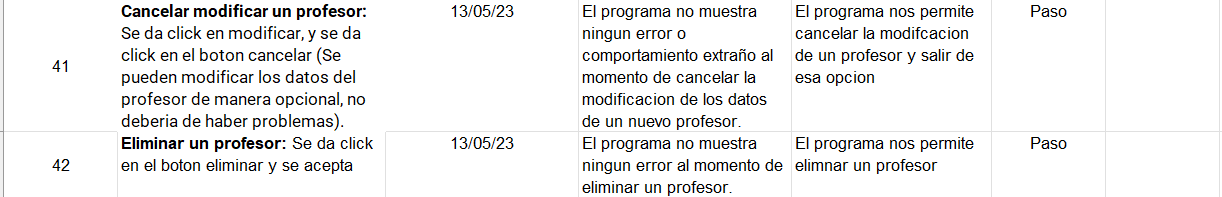 41
Cancelar modificar un profesor:
Se da click en modificar, y se da
click en el boton cancelar (Se
pueden modificar los datos del
profesor de manera opcional, no
deberia de haber problemas).
13/05/23
El programa no muestra
ningun error o
comportamiento extraño al
momento de cancelar la
modificacion de los datos
de un nuevo profesor.
El programa nos permite
cancelar la modifcacion
de un profesor y salir de
esa opcion
Paso
42
Eliminar un profesor: Se da click
en el boton eliminar y se acepta
13/05/23
El programa no muestra
ningun error al momento de
eliminar un profesor.
El programa nos permite
elimnar un profesor
Paso